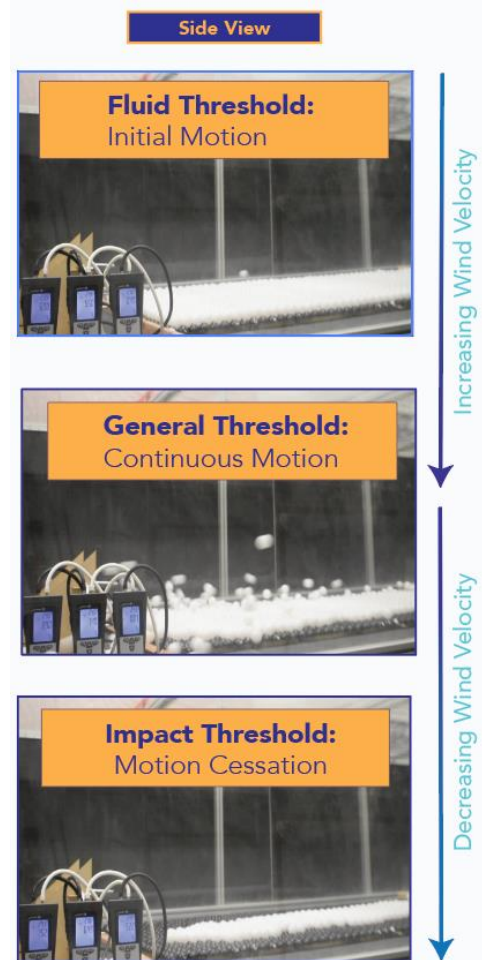 Side View
Fluid Threshold:
Initial Motion
Increasing Wind Velocity
General Threshold:
Continuous Motion
Decreasing Wind Velocity
Impact Threshold:
Motion Cessation